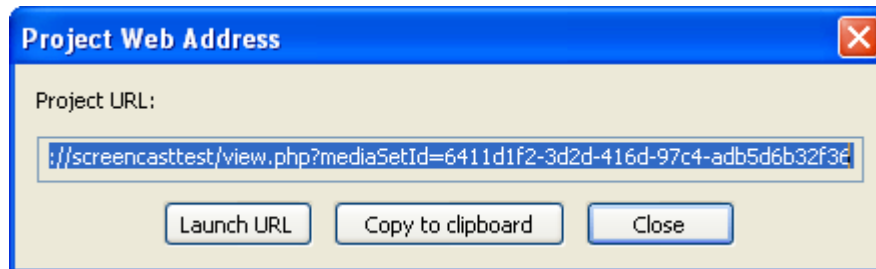 Project Web Address
Project URL:
://screencasttest/view.php?mediaSetId=6411d1f2-3d2d-416d-97c4-adb5d6b32f36
Launch URL Copy to clipboard Close